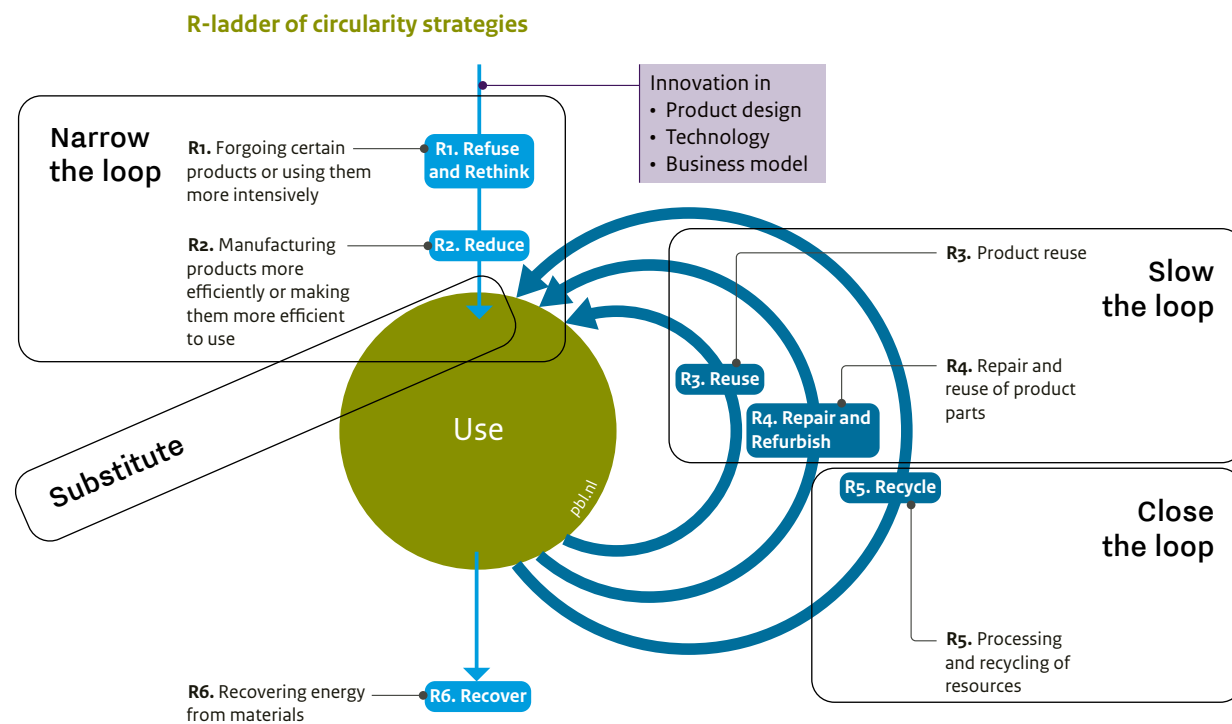 R-ladder of circularity strategies
Innovation in
• Product design
• Technology
• Business model
Narrow
the loop
R1. Forgoing certain
products or using them
more intensively
R1. Refuse
and Rethink
R2. Manufacturing
products more
efficiently or making
them more efficient
to use
R2. Reduce
Substitute
Use
pbl.nl
R3. Product reuse
Slow
the loop
R3. Reuse
R4. Repair and
reuse of product
parts
R4. Repair and
Refurbish
R5. Recycle
Close
the loop
R5. Processing
and recycling of
resources
R6. Recovering energy
from materials
R6. Recover